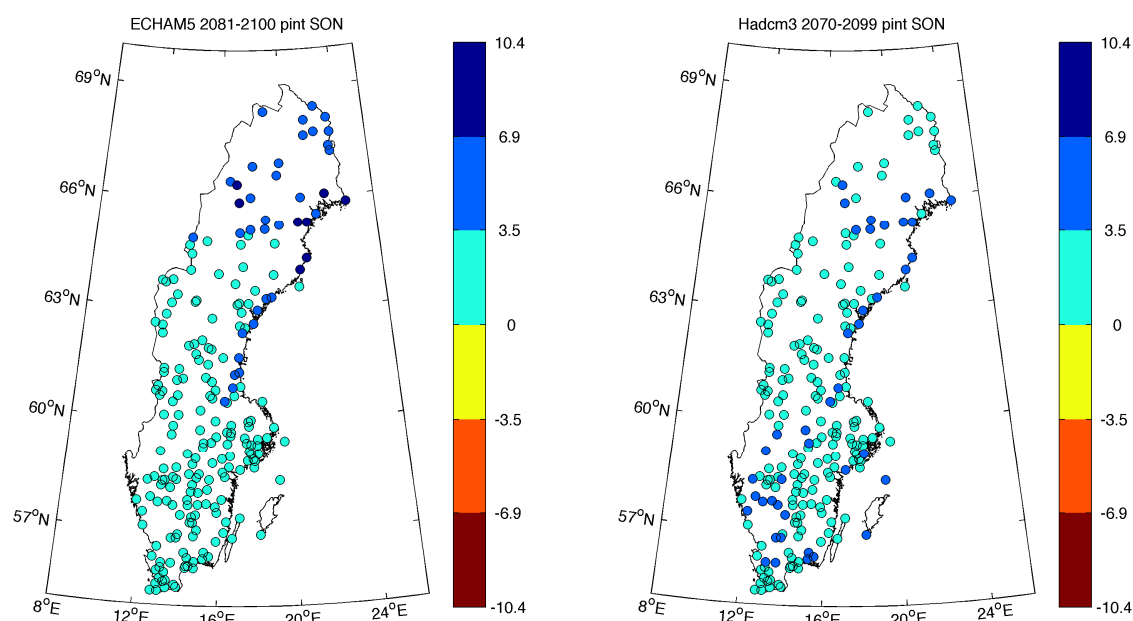 ECHAM5 2081-2100 pint SON
69°N
66°N
63°N
60°N
57°N
8°E
12°E
16°E
20°E
24°E
10.4
6.9
3.5
0
-3.5
-6.9
-10.4
Hadcm3 2070-2099 pint SON
69°N
66°N
63°N
60°N
57°N
8°E
12°E
16°E
20°E
24°E
10.4
6.9
3.5
0
-3.5
-6.9
-10.4